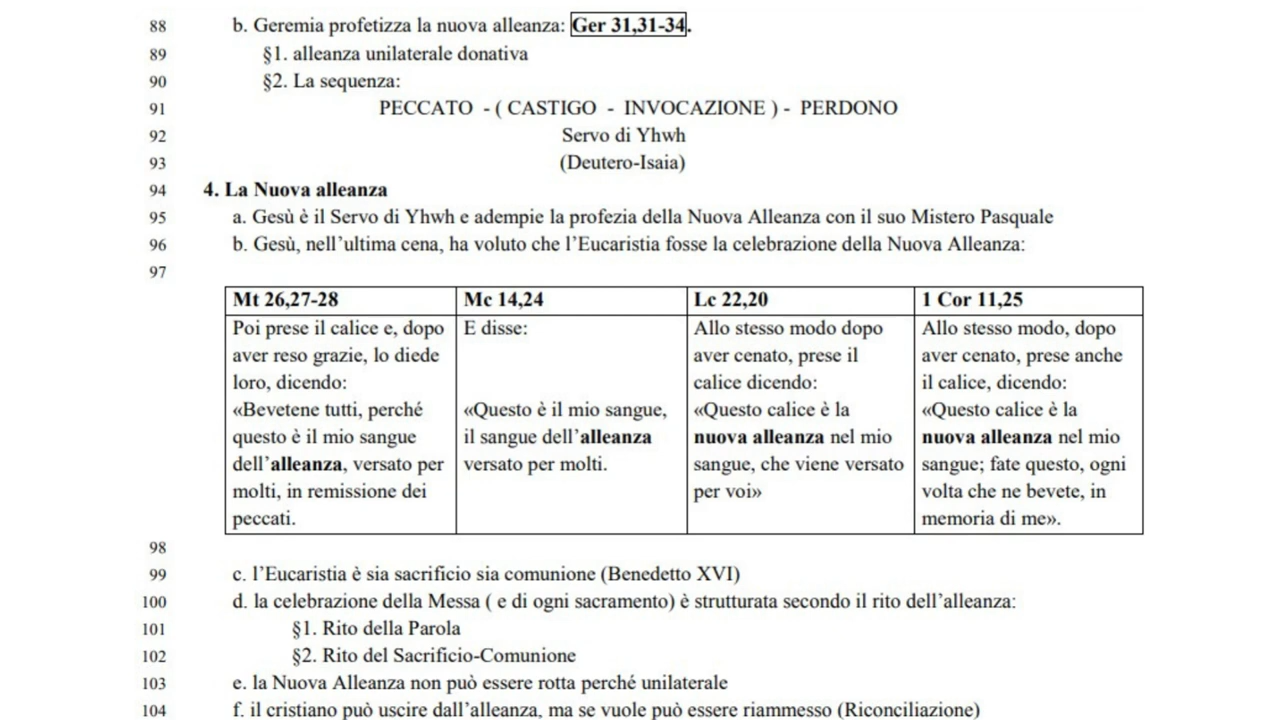 88 b. Geremia profetizza la nuova alleanza: Ger 31,31-34.
89 §1. alleanza unilaterale donativa
90 §2. La sequenza:
91 PECCATO - ( CASTIGO - INVOCAZIONE ) - PERDONO
92 Servo di Yhwh
93 (Deutero-Isaia)
94 4. La Nuova alleanza
95 a. Gesù è il Servo di Yhwh e adempie la profezia della Nuova Alleanza con il suo Mistero Pasquale
96 b. Gesù, nell'ultima cena, ha voluto che l'Eucaristia fosse la celebrazione della Nuova Alleanza:
97
Mt 26,27-28
Poi prese il calice e, dopo
aver reso grazie, lo diede
loro, dicendo:
«Bevetene tutti, perché
questo è il mio sangue
dell'alleanza, versato per
molti, in remissione dei
peccati.
Mc 14,24
E disse:
«Questo è il mio sangue,
il sangue dell'alleanza
versato per molti.
Lc 22,20
Allo stesso modo dopo
aver cenato, prese il
calice dicendo:
«Questo calice è la
nuova alleanza nel mio
sangue, che viene versato
per voi»
1 Cor 11,25
Allo stesso modo, dopo
aver cenato, prese anche
il calice, dicendo:
«Questo calice è la
nuova alleanza nel mio
sangue; fate questo, ogni
volta che ne bevete, in
memoria di me».
98
99 c. l'Eucaristia è sia sacrificio sia comunione (Benedetto XVI)
100 d. la celebrazione della Messa ( e di ogni sacramento) è strutturata secondo il rito dell'alleanza:
101 §1. Rito della Parola
102 §2. Rito del Sacrificio-Comunione
103 e. la Nuova Alleanza non può essere rotta perché unilaterale
104 f. il cristiano può uscire dall'alleanza, ma se vuole può essere riammesso (Riconciliazione)